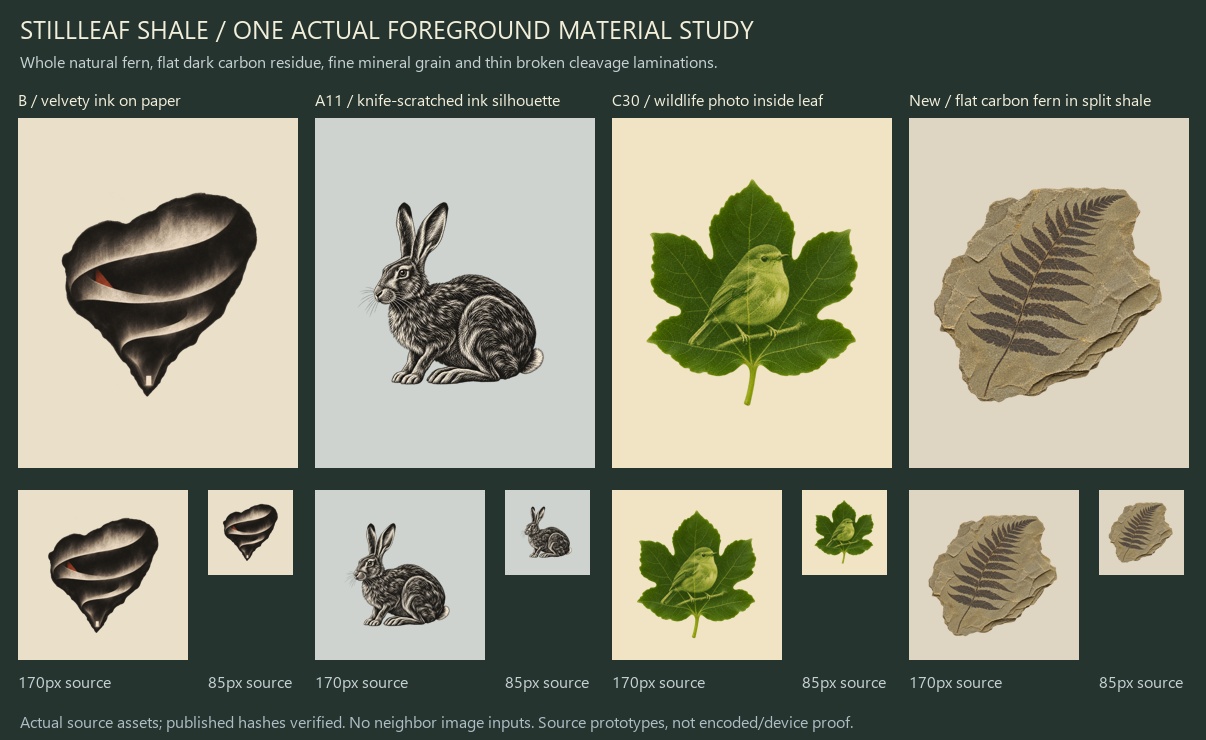 STILLLEAF SHALE / ONE ACTUAL FOREGROUND MATERIAL STUDY
Whole natural fern, flat dark carbon residue, fine mineral grain and thin broken cleavage laminations.
B / velvety ink on paper
A11 / knife-scratched ink silhouette
C30 / wildlife photo inside leaf
New / flat carbon fern in split shale
170px source
85px source
170px source
85px source
170px source
85px source
170px source
85px source
Actual source assets; published hashes verified. No neighbor image inputs. Source prototypes, not encoded/device proof.